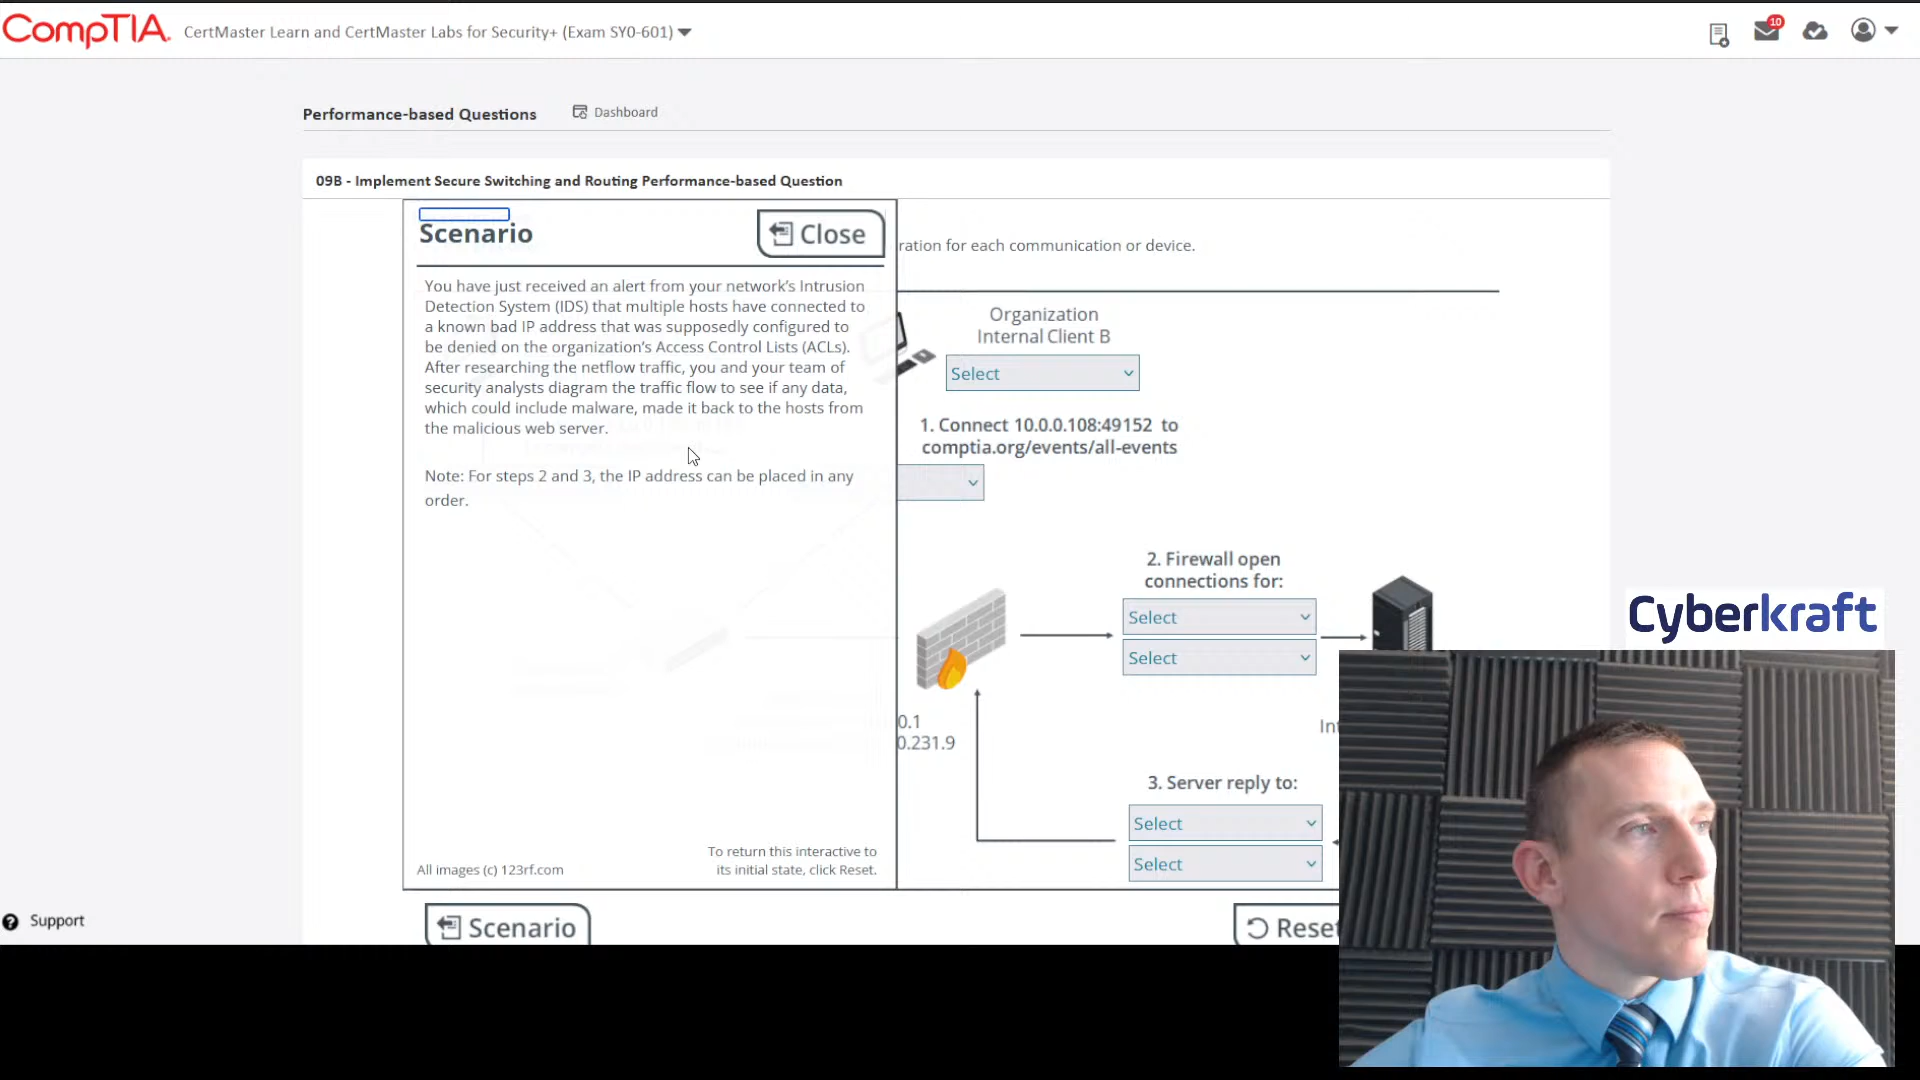 CompTIA.
CertMaster Learn and CertMaster Labs for Security+ (Exam SY0-601)
10
Performance-based Questions
Dashboard
09B - Implement Secure Switching and Routing Performance-based Question
Scenario
Close
ration for each communication or device.
You have just received an alert from your network's Intrusion
Detection System (IDS) that multiple hosts have connected to
a known bad IP address that was supposedly configured to
be denied on the organization's Access Control Lists (ACLs).
After researching the netflow traffic, you and your team of
security analysts diagram the traffic flow to see if any data,
which could include malware, made it back to the hosts from
the malicious web server.
Note: For steps 2 and 3, the IP address can be placed in any
order.
All images (c) 123rf.com
To return this interactive to
its initial state, click Reset.
Organization
Internal Client B
Select
1. Connect 10.0.0.108:49152 to
comptia.org/events/all-events
2. Firewall open
connections for:
Select
Select
0.1
0.231.9
Int
3. Server reply to:
Select
Select
Scenario
Reset
Support
Cyberkraft